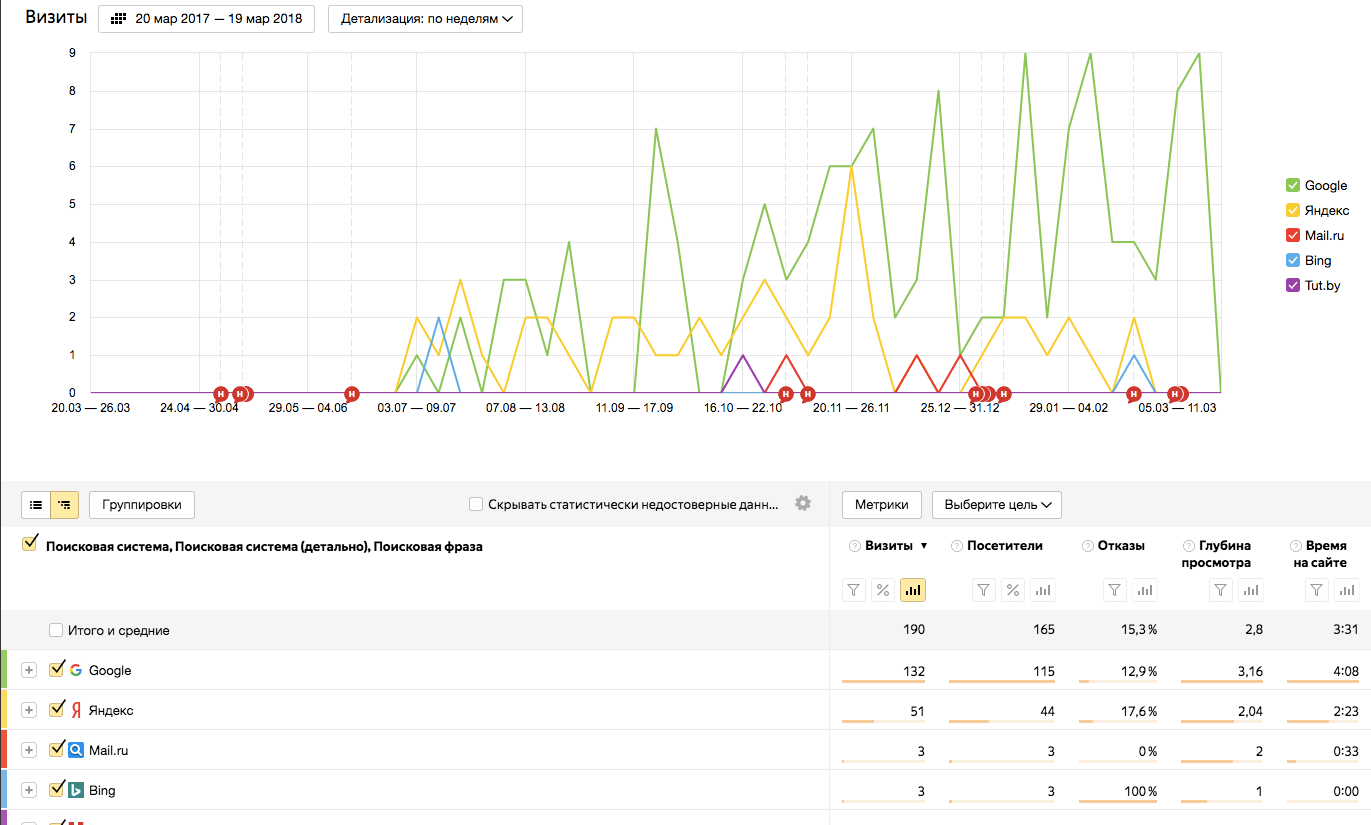 Визиты 20 мар 2017 — 19 мар 2018 Детализация: по неделям
9
8
7
6
5
4
3
2
1
0
Google
Яндекс
Mail.ru
Bing
Tut.by
H H H H H H H H H
20.03 — 26.03 24.04 — 30.04 29.05 — 04.06 03.07 — 09.07 07.08 — 13.08 11.09 — 17.09 16.10 — 22.10 20.11 — 26.11 25.12 — 31.12 29.01 — 04.02 05.03 — 11.03
Группировки Скрывать статистически недостоверные данн... Метрики Выберите цель
Поисковая система, Поисковая система (детально), Поисковая фраза ? Визиты ▼ ? Посетители ? Отказы ? Глубина просмотра ? Время на сайте
% %
Итого и средние 190 165 15,3 % 2,8 3:31
+ Google 132 115 12,9 % 3,16 4:08
+ Яндекс 51 44 17,6 % 2,04 2:23
+ Mail.ru 3 3 0 % 2 0:33
+ Bing 3 3 100 % 1 0:00